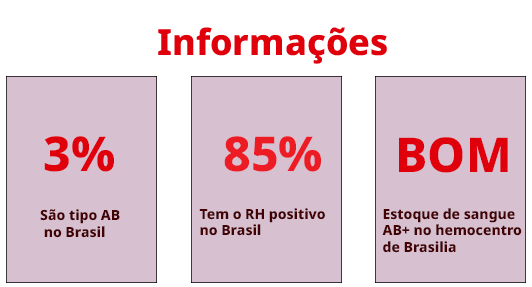 Informações
3%
São tipo AB
no Brasil
85%
Tem o RH positivo
no Brasil
BOM
Estoque de sangue
AB+ no hemocentro
de Brasilia